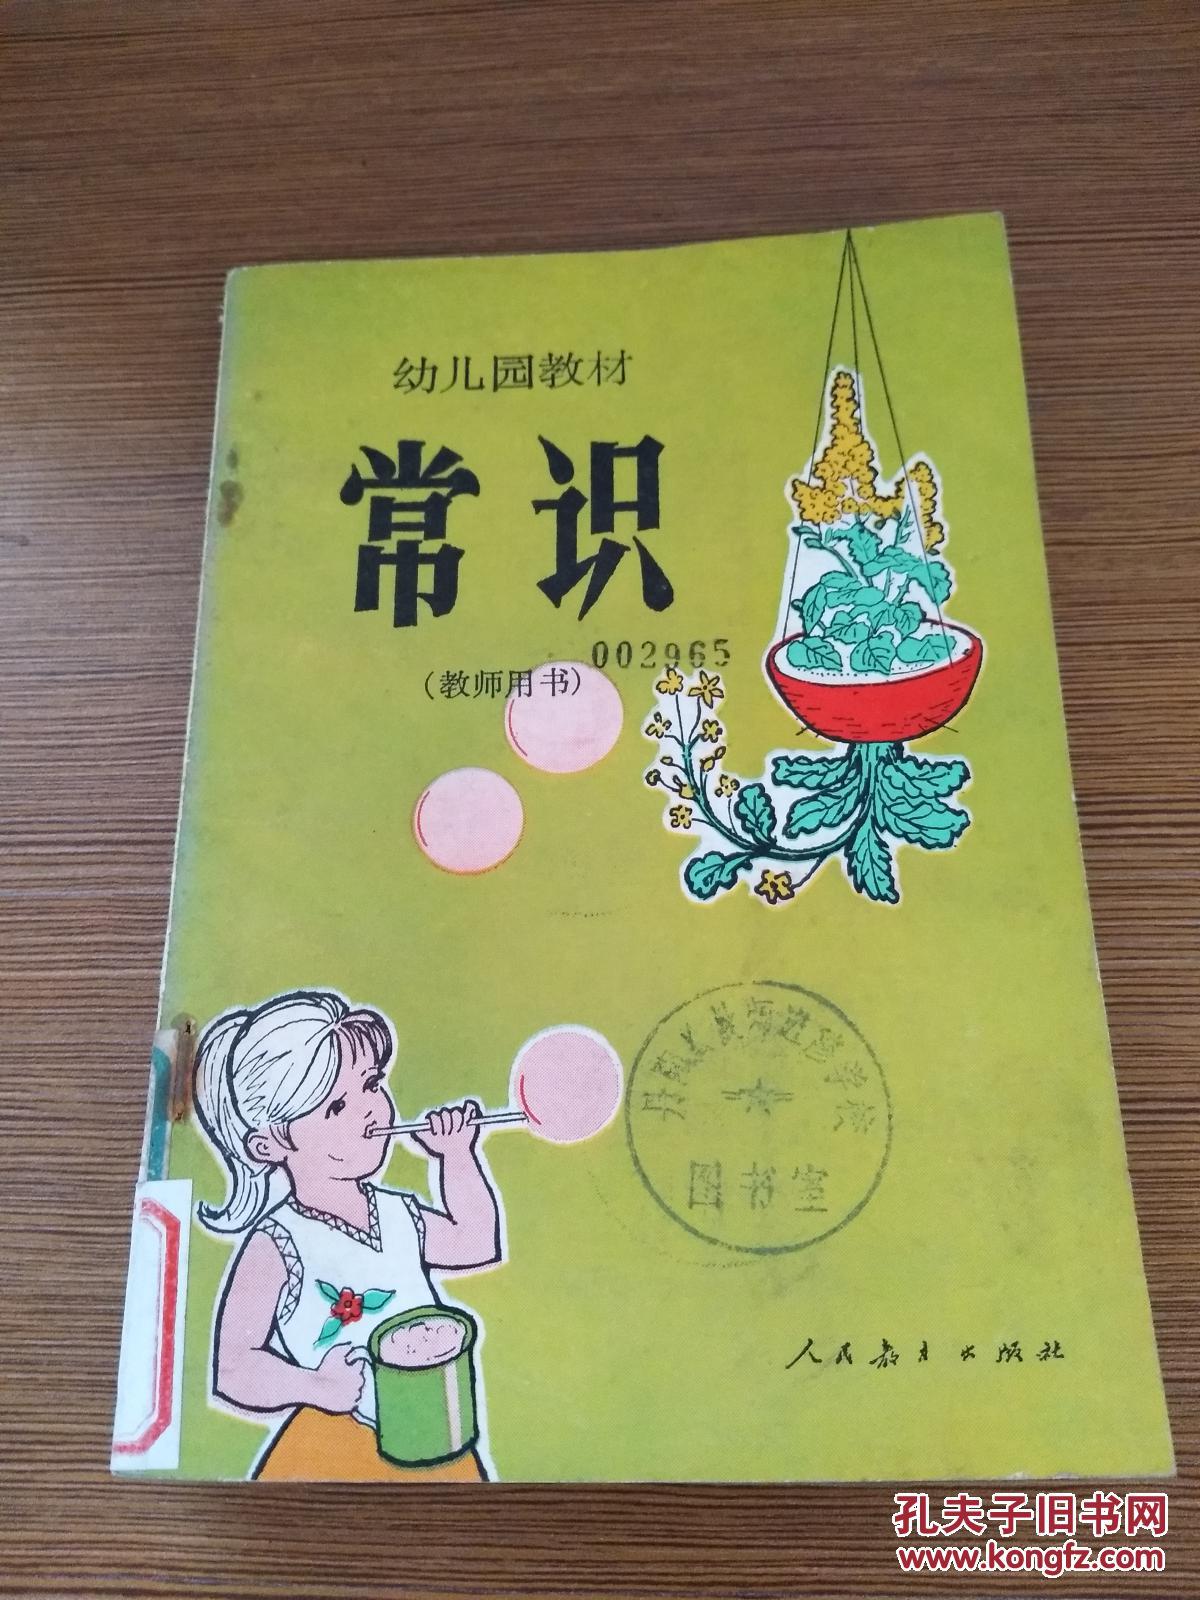 幼儿园教材
常识
002965
(教师用书)
图书室
人民教育出版社
孔夫子旧书网
www.kongfz.com